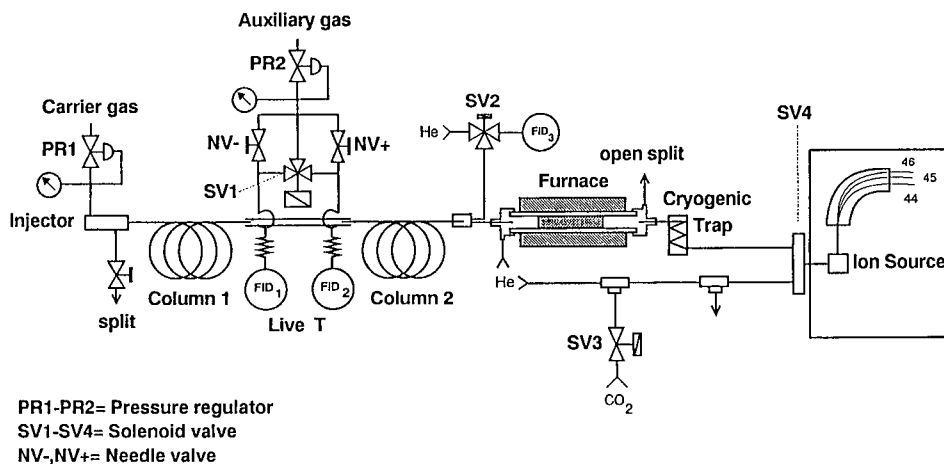 Auxiliary gas
PR2
Carrier gas
PR1
NV-
NV+
SV1
SV2
He
FID3
SV4
open split
Furnace
Cryogenic
Trap
46
45
44
Injector
Ion Source
Column 1
FID1
FID2
Column 2
He
split
Live T
SV3
CO2
PR1-PR2= Pressure regulator
SV1-SV4= Solenoid valve
NV-,NV+= Needle valve